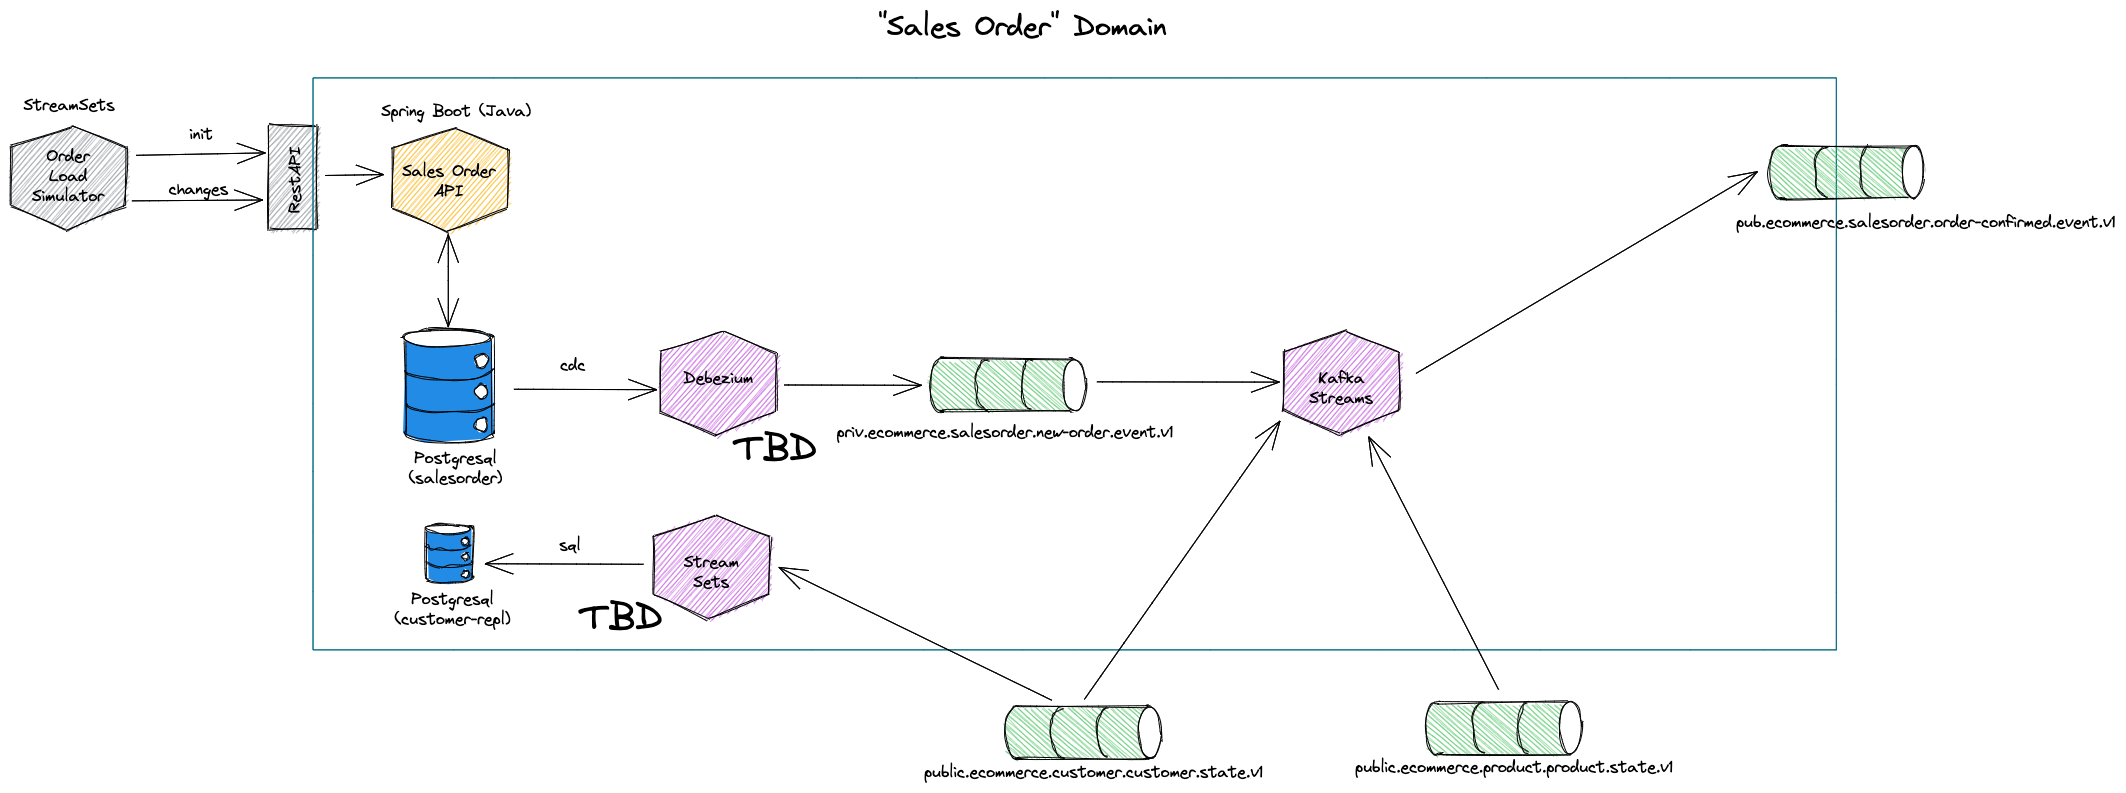 "Sales Order" Domain
StreamSets
Order
Load
Simulator
init
changes
RestAPI
Spring Boot (Java)
Sales Order
API
pub.ecommerce.salesorder.order-confirmed.event.v1
Postgresql
(salesorder)
cdc
Debezium
TBD
priv.ecommerce.salesorder.new-order.event.v1
Kafka
Streams
Postgresql
(customer-repl)
sql
Stream
Sets
TBD
public.ecommerce.customer.customer.state.v1
public.ecommerce.product.product.state.v1